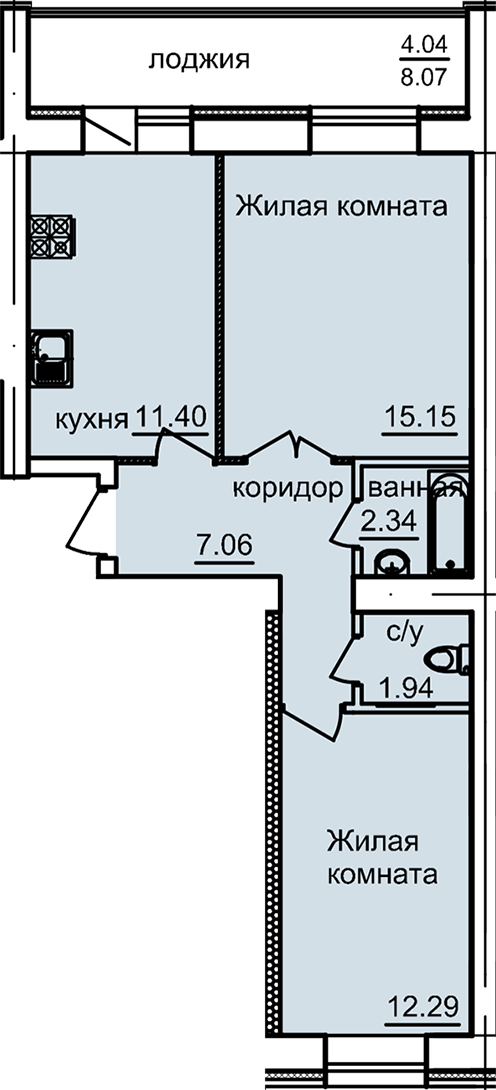 лоджия
4.04
8.07
Жилая комната
кухня 11.40
15.15
коридор
ванная
2.34
7.06
с/у
1.94
Жилая
комната
12.29